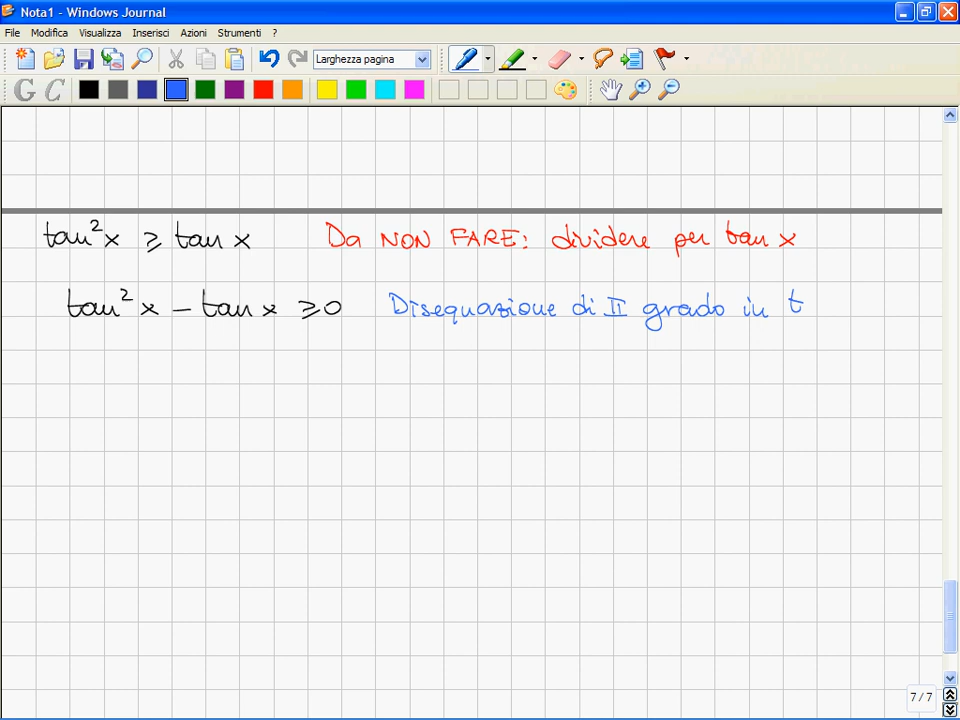 Nota1 - Windows Journal
File Modifica Visualizza Inserisci Azioni Strumenti ?
Larghezza pagina
G C
tan²x ⩾ tan x Da NON FARE: dividere per tan x
tan² x – tan x ⩾ 0 Disequazione di II grado in t
7 / 7